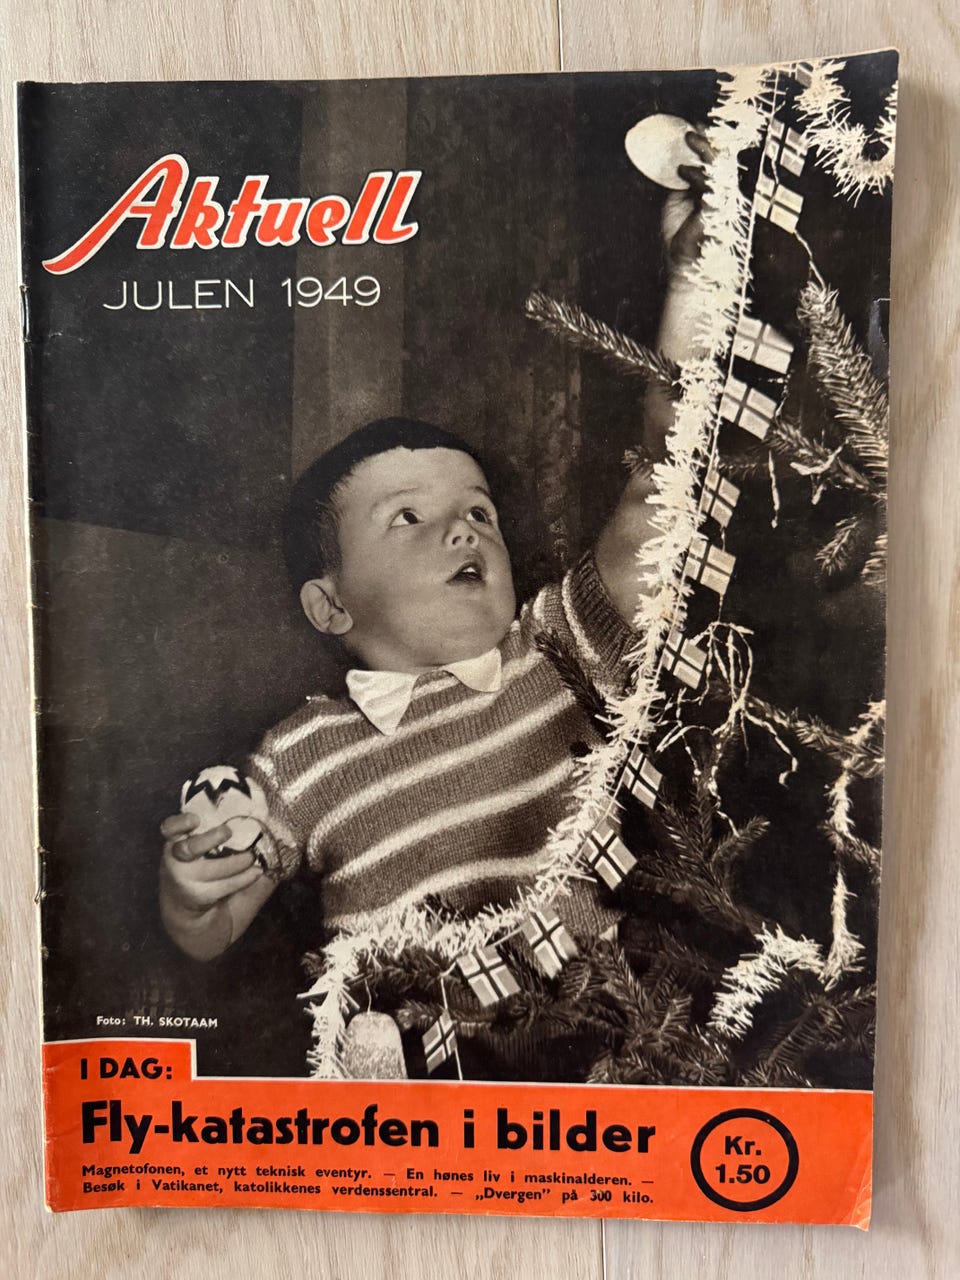 Aktuell
JULEN 1949
Foto: TH. SKOTAAM
I DAG:
Fly-katastrofen i bilder
Magnetofonen, et nytt teknisk eventyr. — En hønes liv i maskinalderen. —
Besøk i Vatikanet, katolikkenes verdenssentral. — „Dvergen” på 300 kilo.
Kr.
1.50